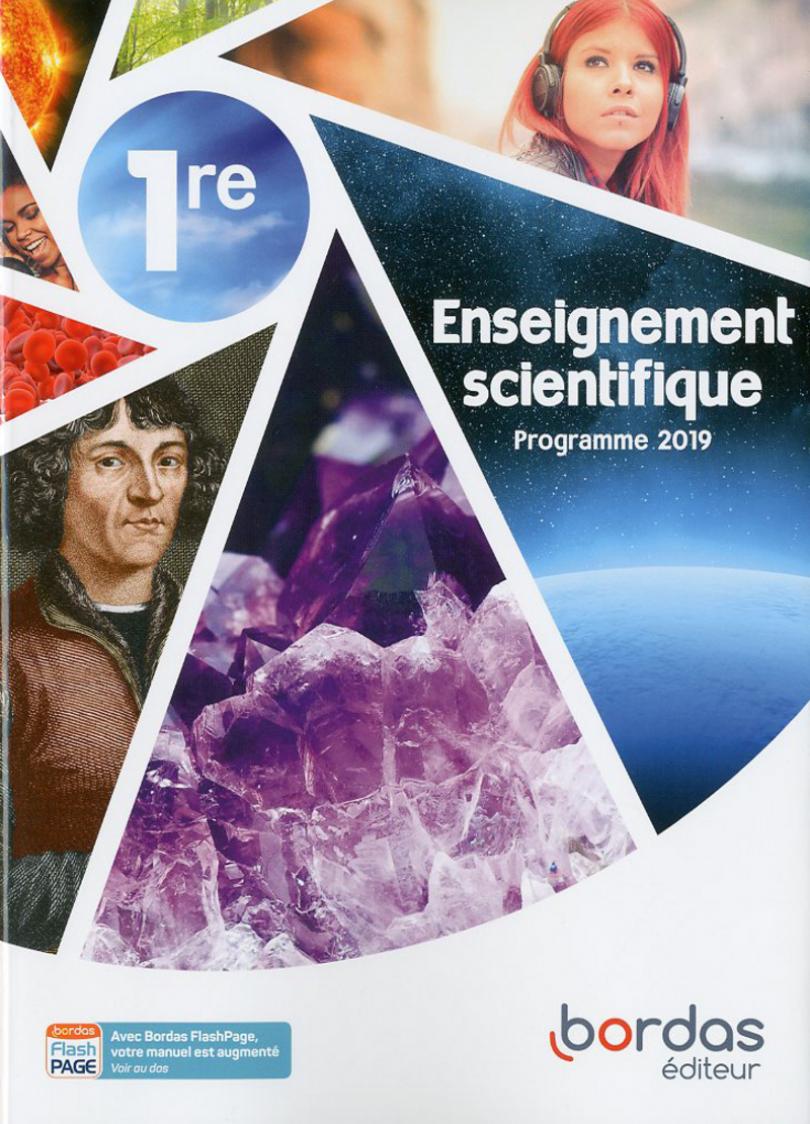 1re
Enseignement
scientifique
Programme 2019
bordas
Flash
PAGE
Avec Bordas FlashPage,
votre manuel est augmenté
Voir au dos
bordas
éditeur